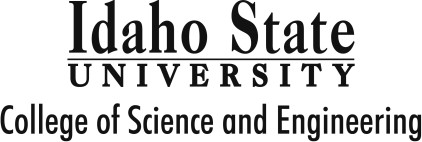 Idaho State
UNIVERSITY
College of Science and Engineering